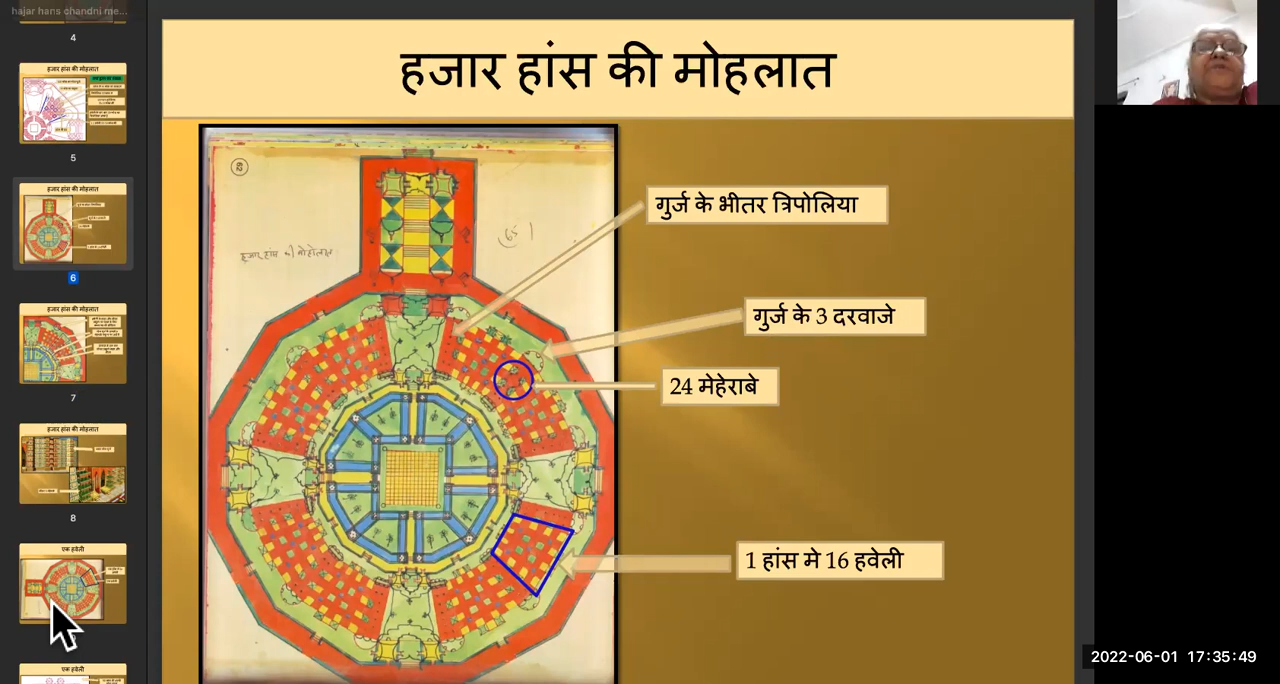 hajar hans chandni me...
4
हजार हांस की मोहलात
5
हजार हांस की मोहलात
6
हजार हांस की मोहलात
7
हजार हांस की मोहलात
8
एक हवेली
एक हवेली
हजार हांस की मोहलात
हजार हांस की मोहोलात
गुर्ज के भीतर त्रिपोलिया
गुर्ज के 3 दरवाजे
24 मेहेराबे
1 हांस मे 16 हवेली
2022-06-01 17:35:49